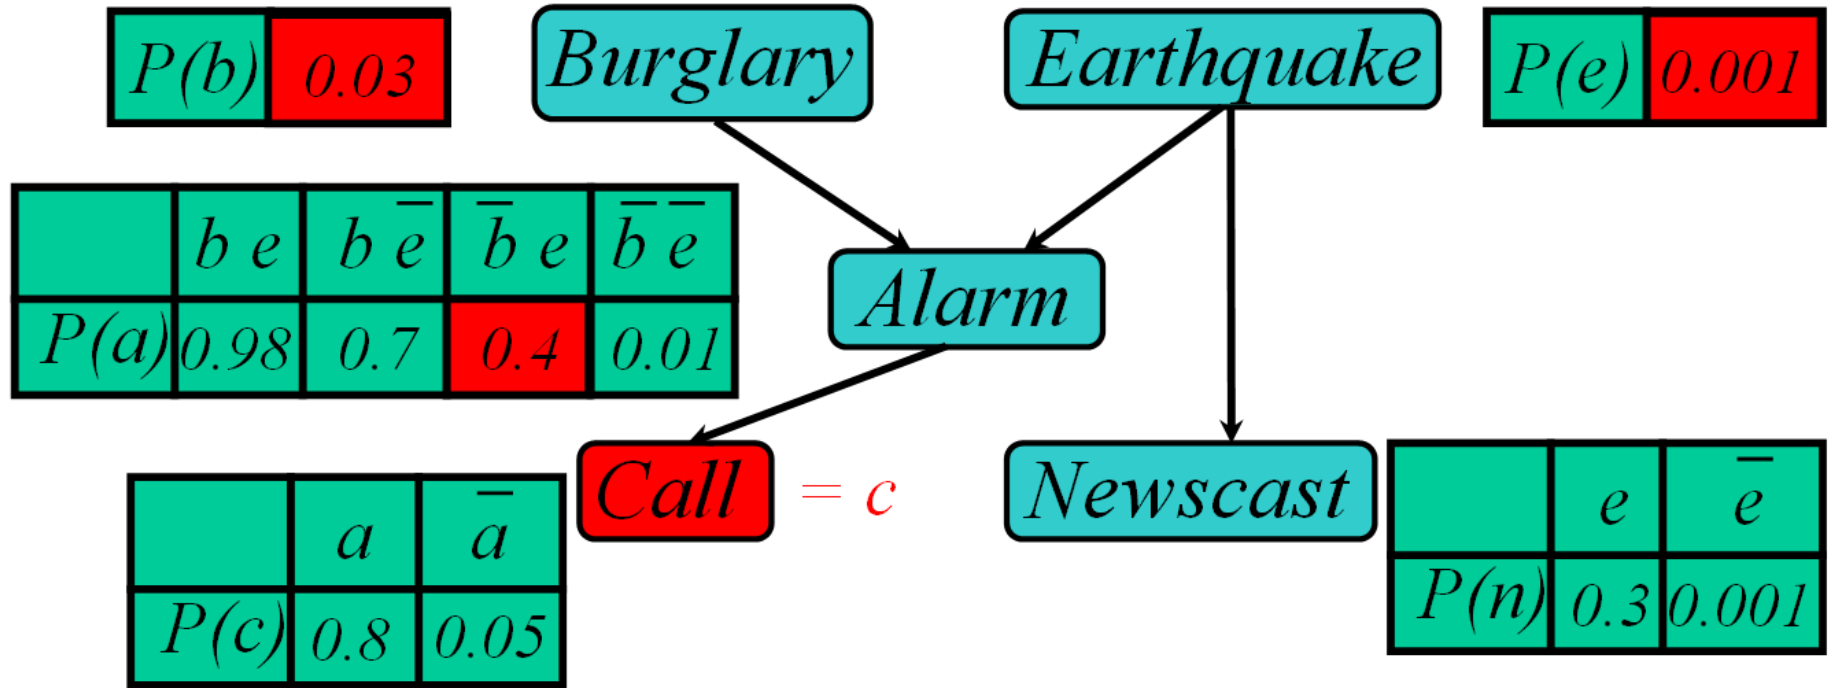 P(b) 0.03
Burglary
Earthquake
P(e) 0.001
b e b e̅ b̅ e b̅ e̅
P(a) 0.98 0.7 0.4 0.01
Alarm
Call = c
Newscast
a a̅
P(c) 0.8 0.05
e e̅
P(n) 0.3 0.001